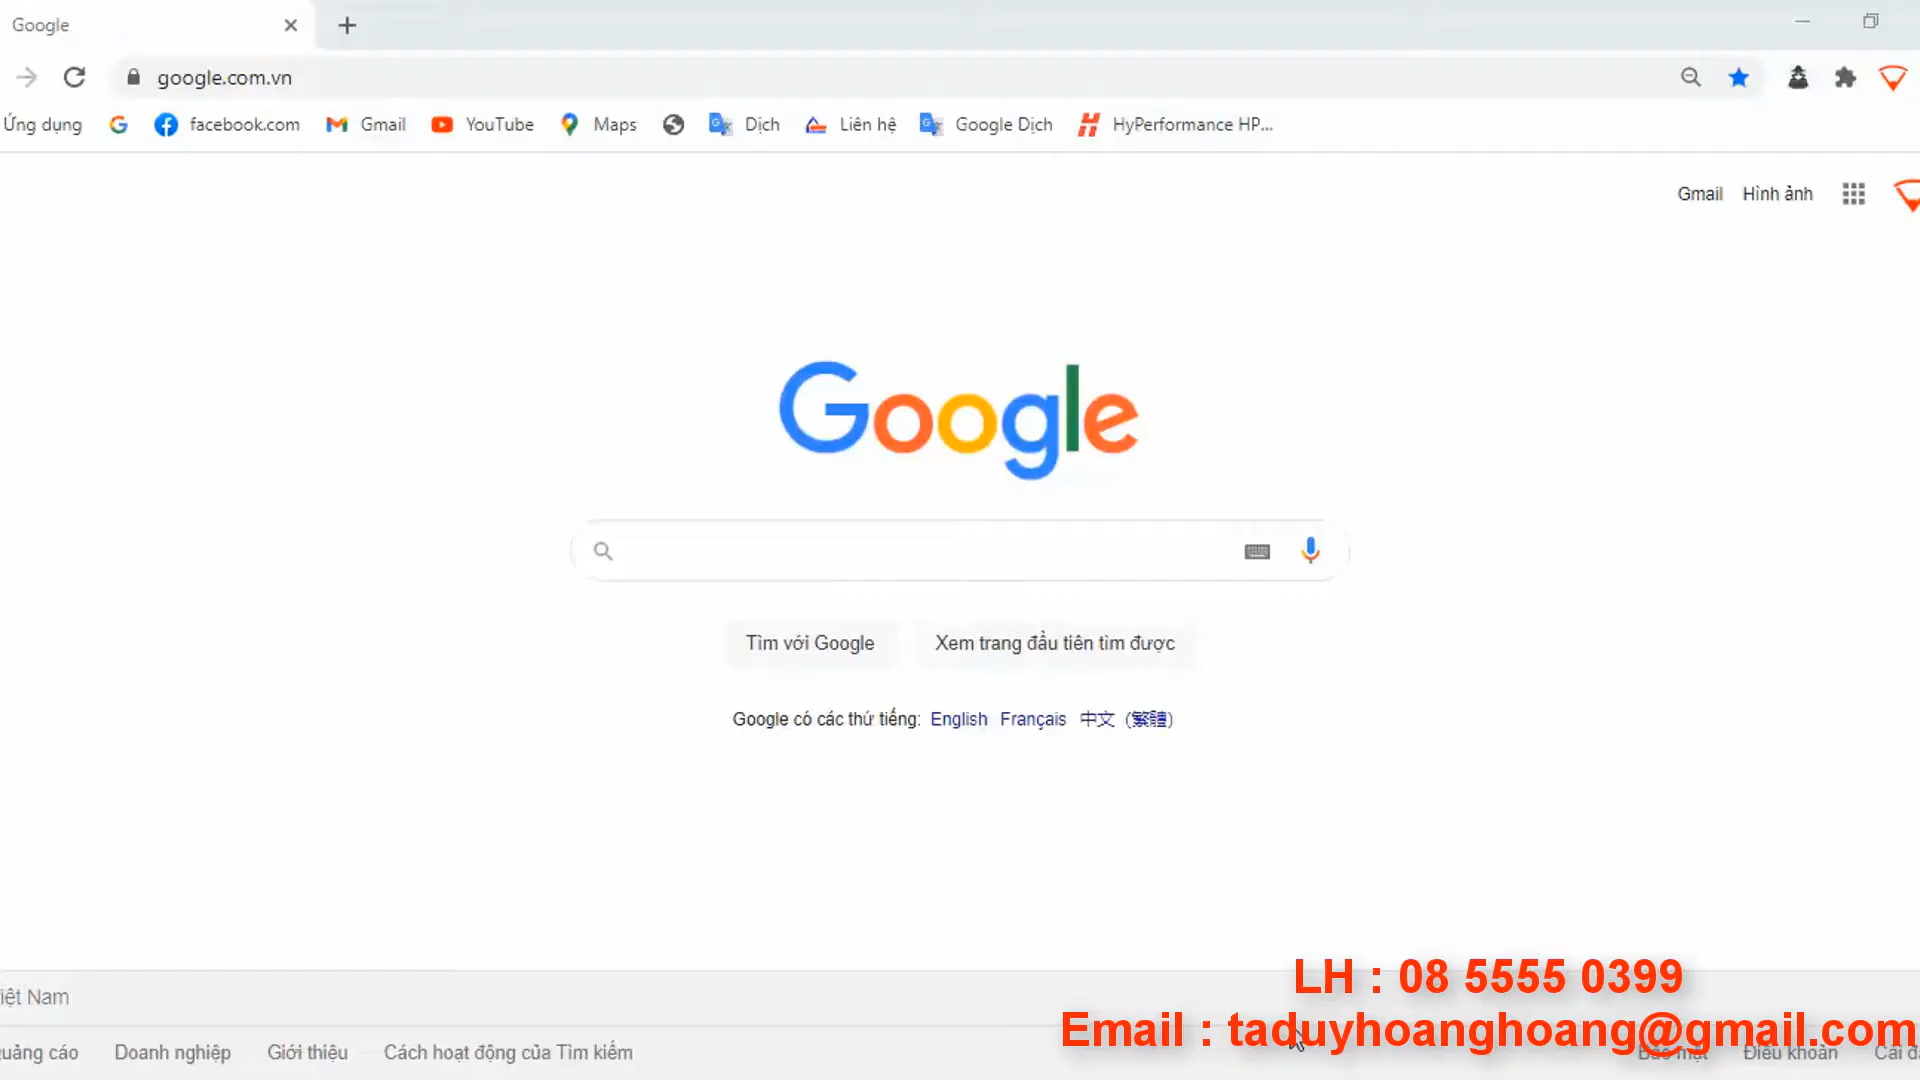 Google
google.com.vn
Ứng dụng facebook.com Gmail YouTube Maps Dịch Liên hệ Google Dịch HyPerformance HP...
Gmail Hình ảnh
Google
Tìm với Google Xem trang đầu tiên tìm được
Google có các thứ tiếng: English Français 中文 (繁體)
LH : 08 5555 0399
iệt Nam
Email : taduyhoanghoang@gmail.com
uảng cáo Doanh nghiệp Giới thiệu Cách hoạt động của Tìm kiếm Bảo mật Điều khoản Cài đ